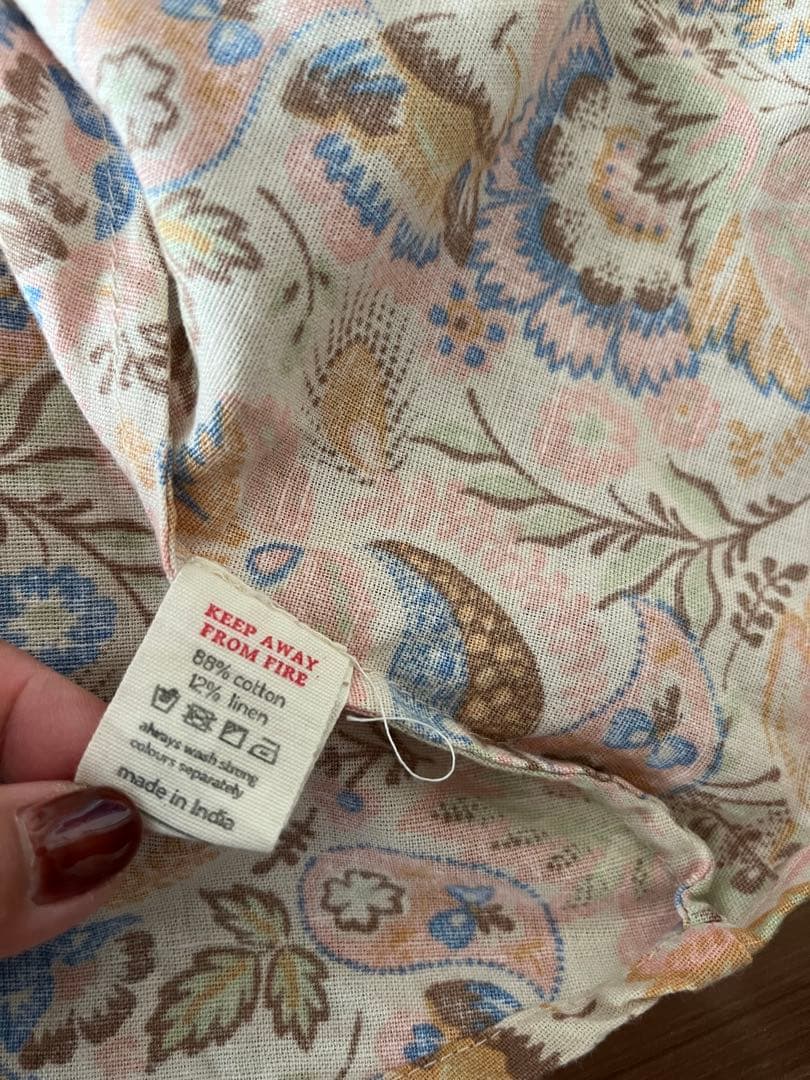 KEEP AWAY
FROM FIRE
88% cotton
12% linen
always wash strong
colours separately
made in India